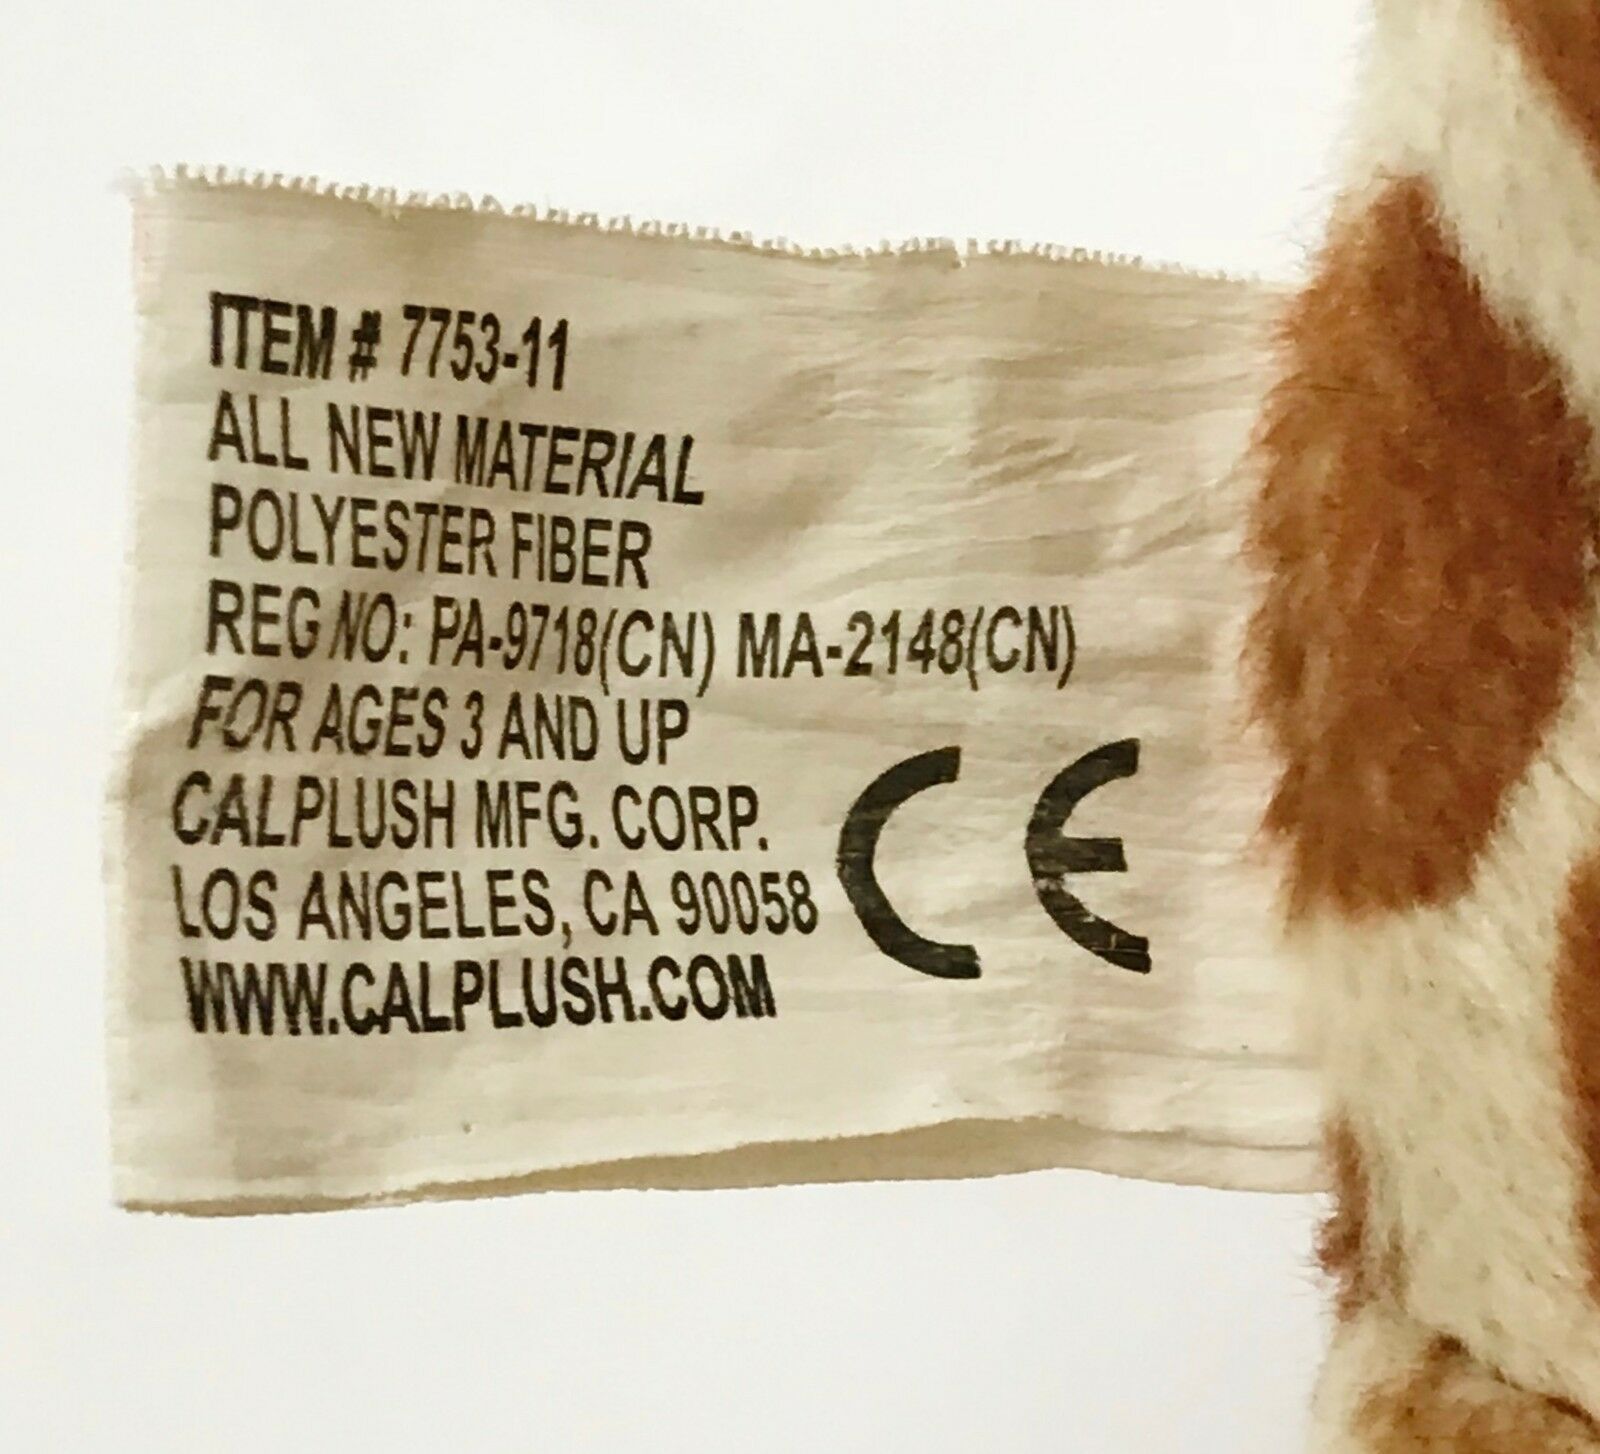 ITEM # 7753-11
ALL NEW MATERIAL
POLYESTER FIBER
REG NO: PA-9718(CN) MA-2148(CN)
FOR AGES 3 AND UP
CALPLUSH MFG. CORP.
LOS ANGELES, CA 90058
WWW.CALPLUSH.COM
CE